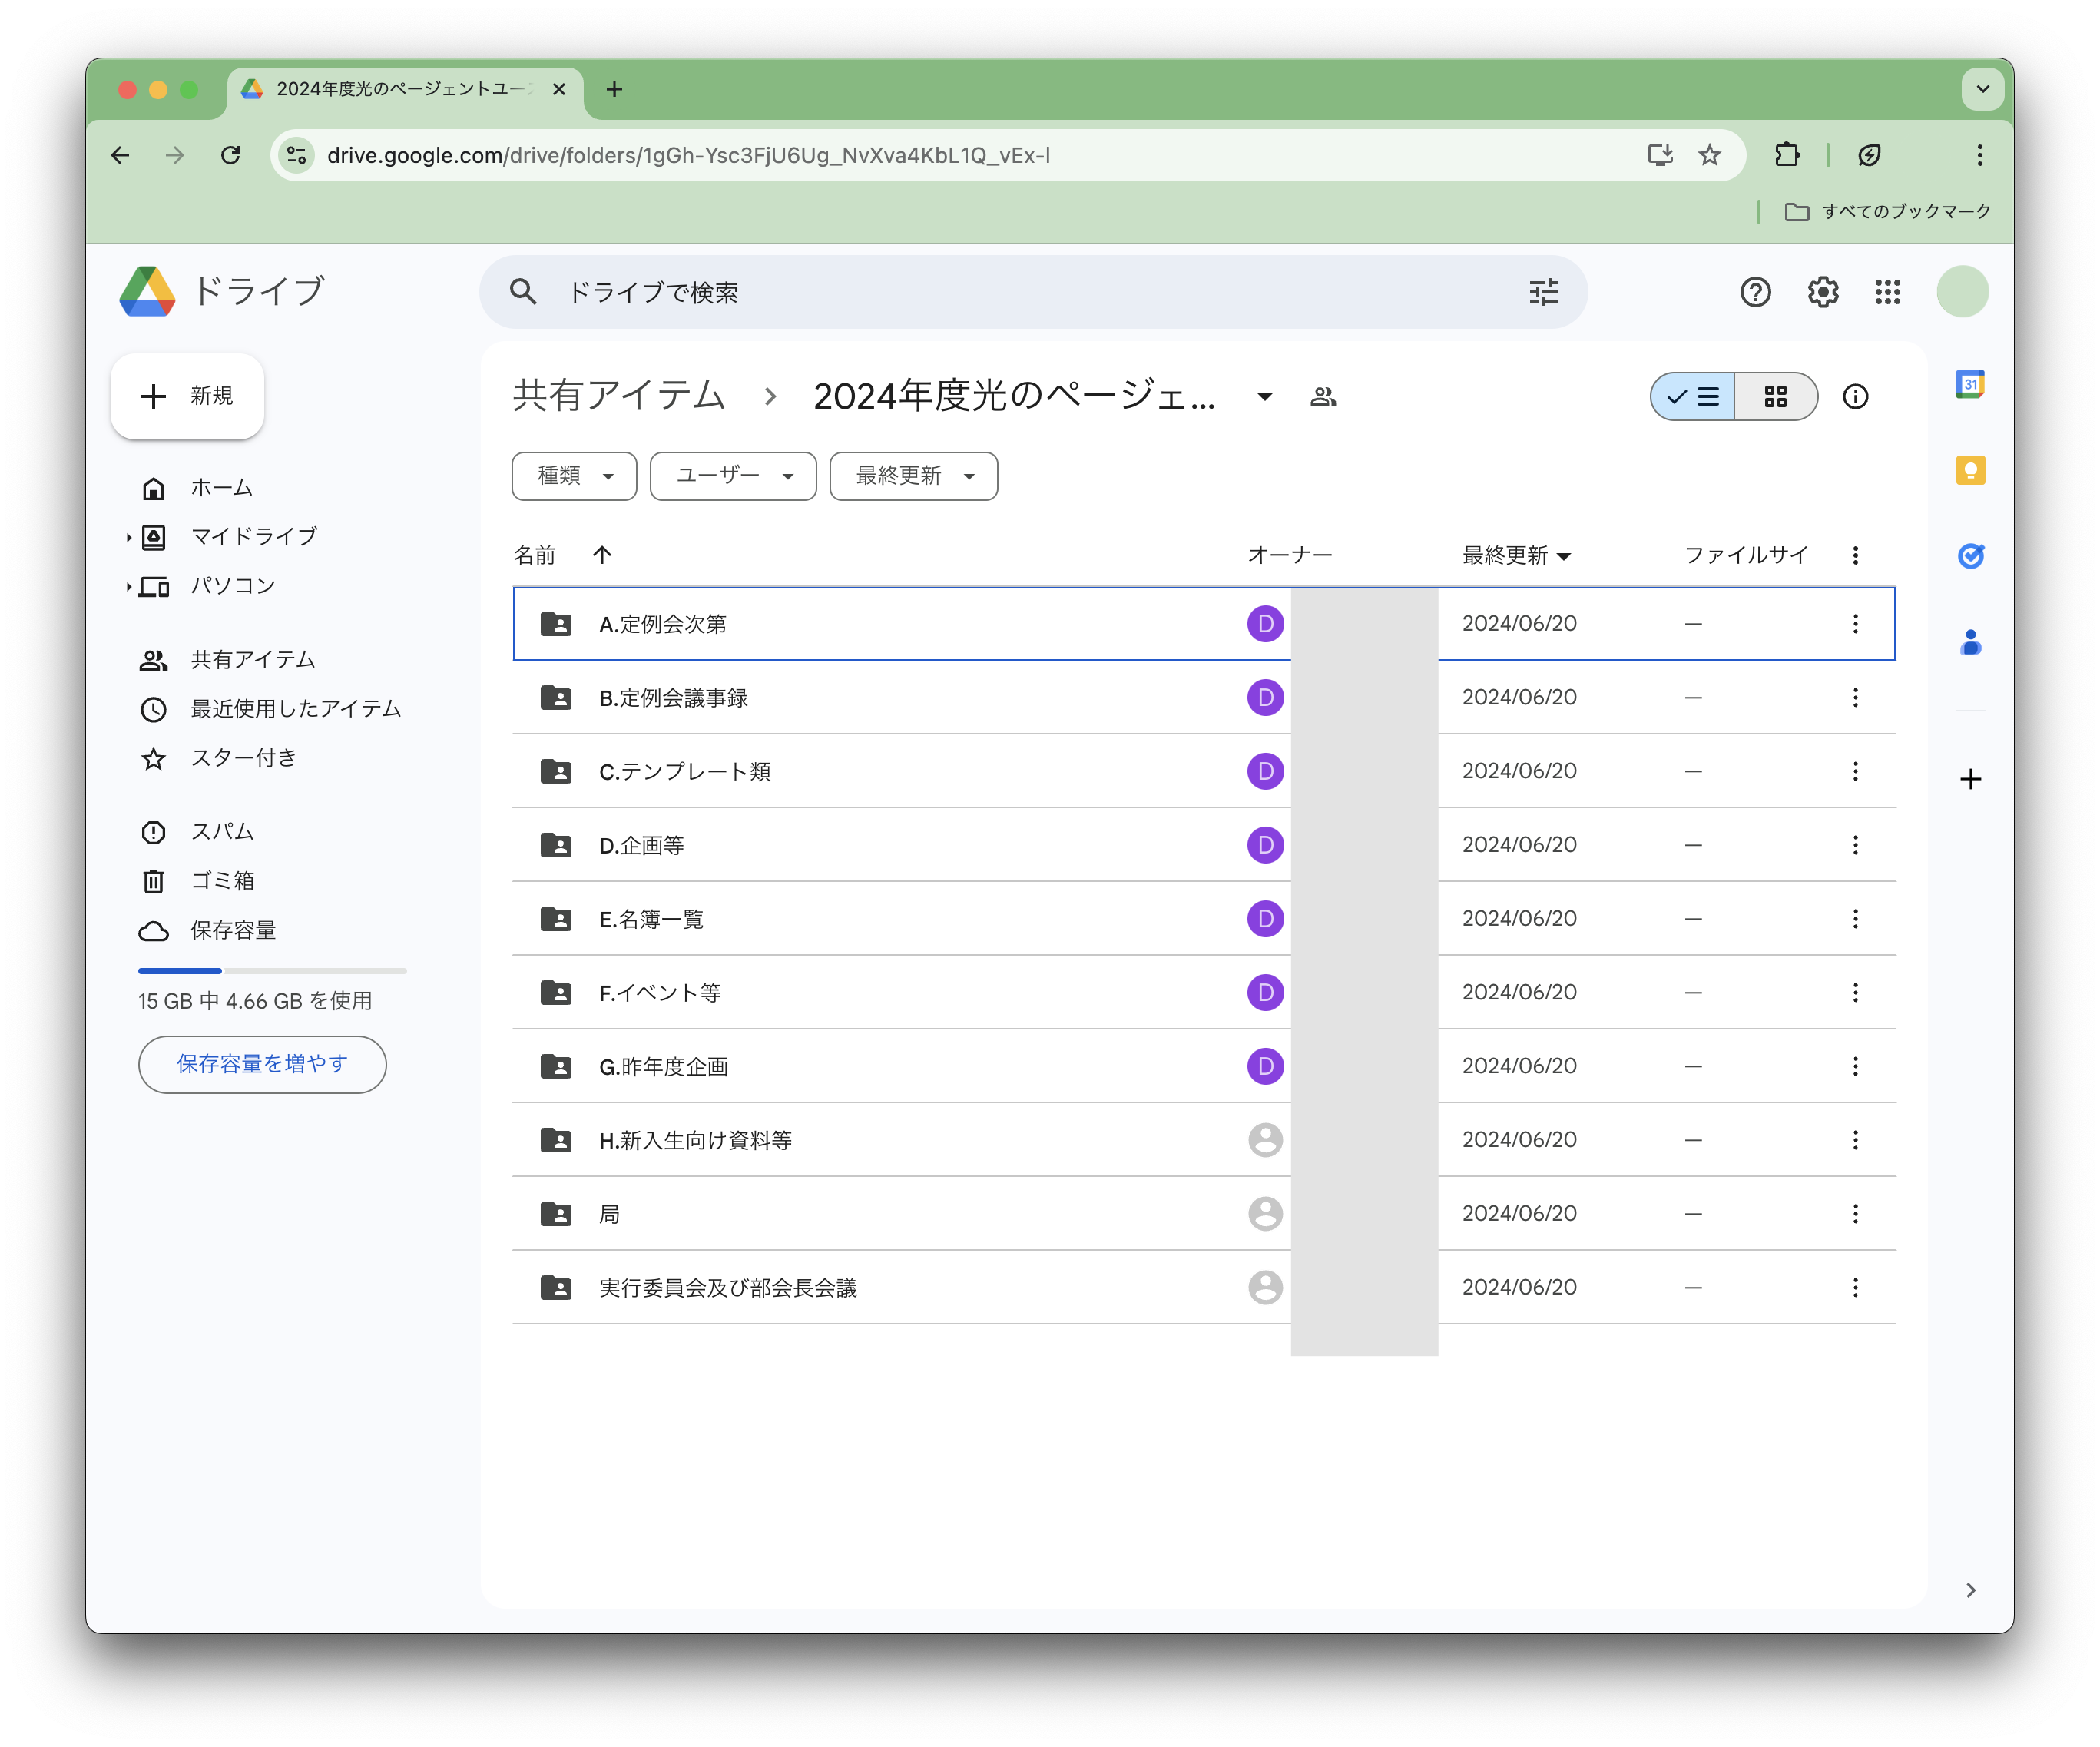 2024年度光のページェントユー
drive.google.com/drive/folders/1gGh-Ysc3FjU6Ug_NvXva4KbL1Q_vEx-l
すべてのブックマーク
ドライブ
ドライブで検索
新規
ホーム
マイドライブ
パソコン
共有アイテム
最近使用したアイテム
スター付き
スパム
ゴミ箱
保存容量
15 GB 中 4.66 GB を使用
保存容量を増やす
共有アイテム 2024年度光のページェ...
種類 ユーザー 最終更新
名前 オーナー 最終更新 ファイルサイ
A.定例会次第 D 2024/06/20 —
B.定例会議事録 D 2024/06/20 —
C.テンプレート類 D 2024/06/20 —
D.企画等 D 2024/06/20 —
E.名簿一覧 D 2024/06/20 —
F.イベント等 D 2024/06/20 —
G.昨年度企画 D 2024/06/20 —
H.新入生向け資料等 2024/06/20 —
局 2024/06/20 —
実行委員会及び部会長会議 2024/06/20 —
31